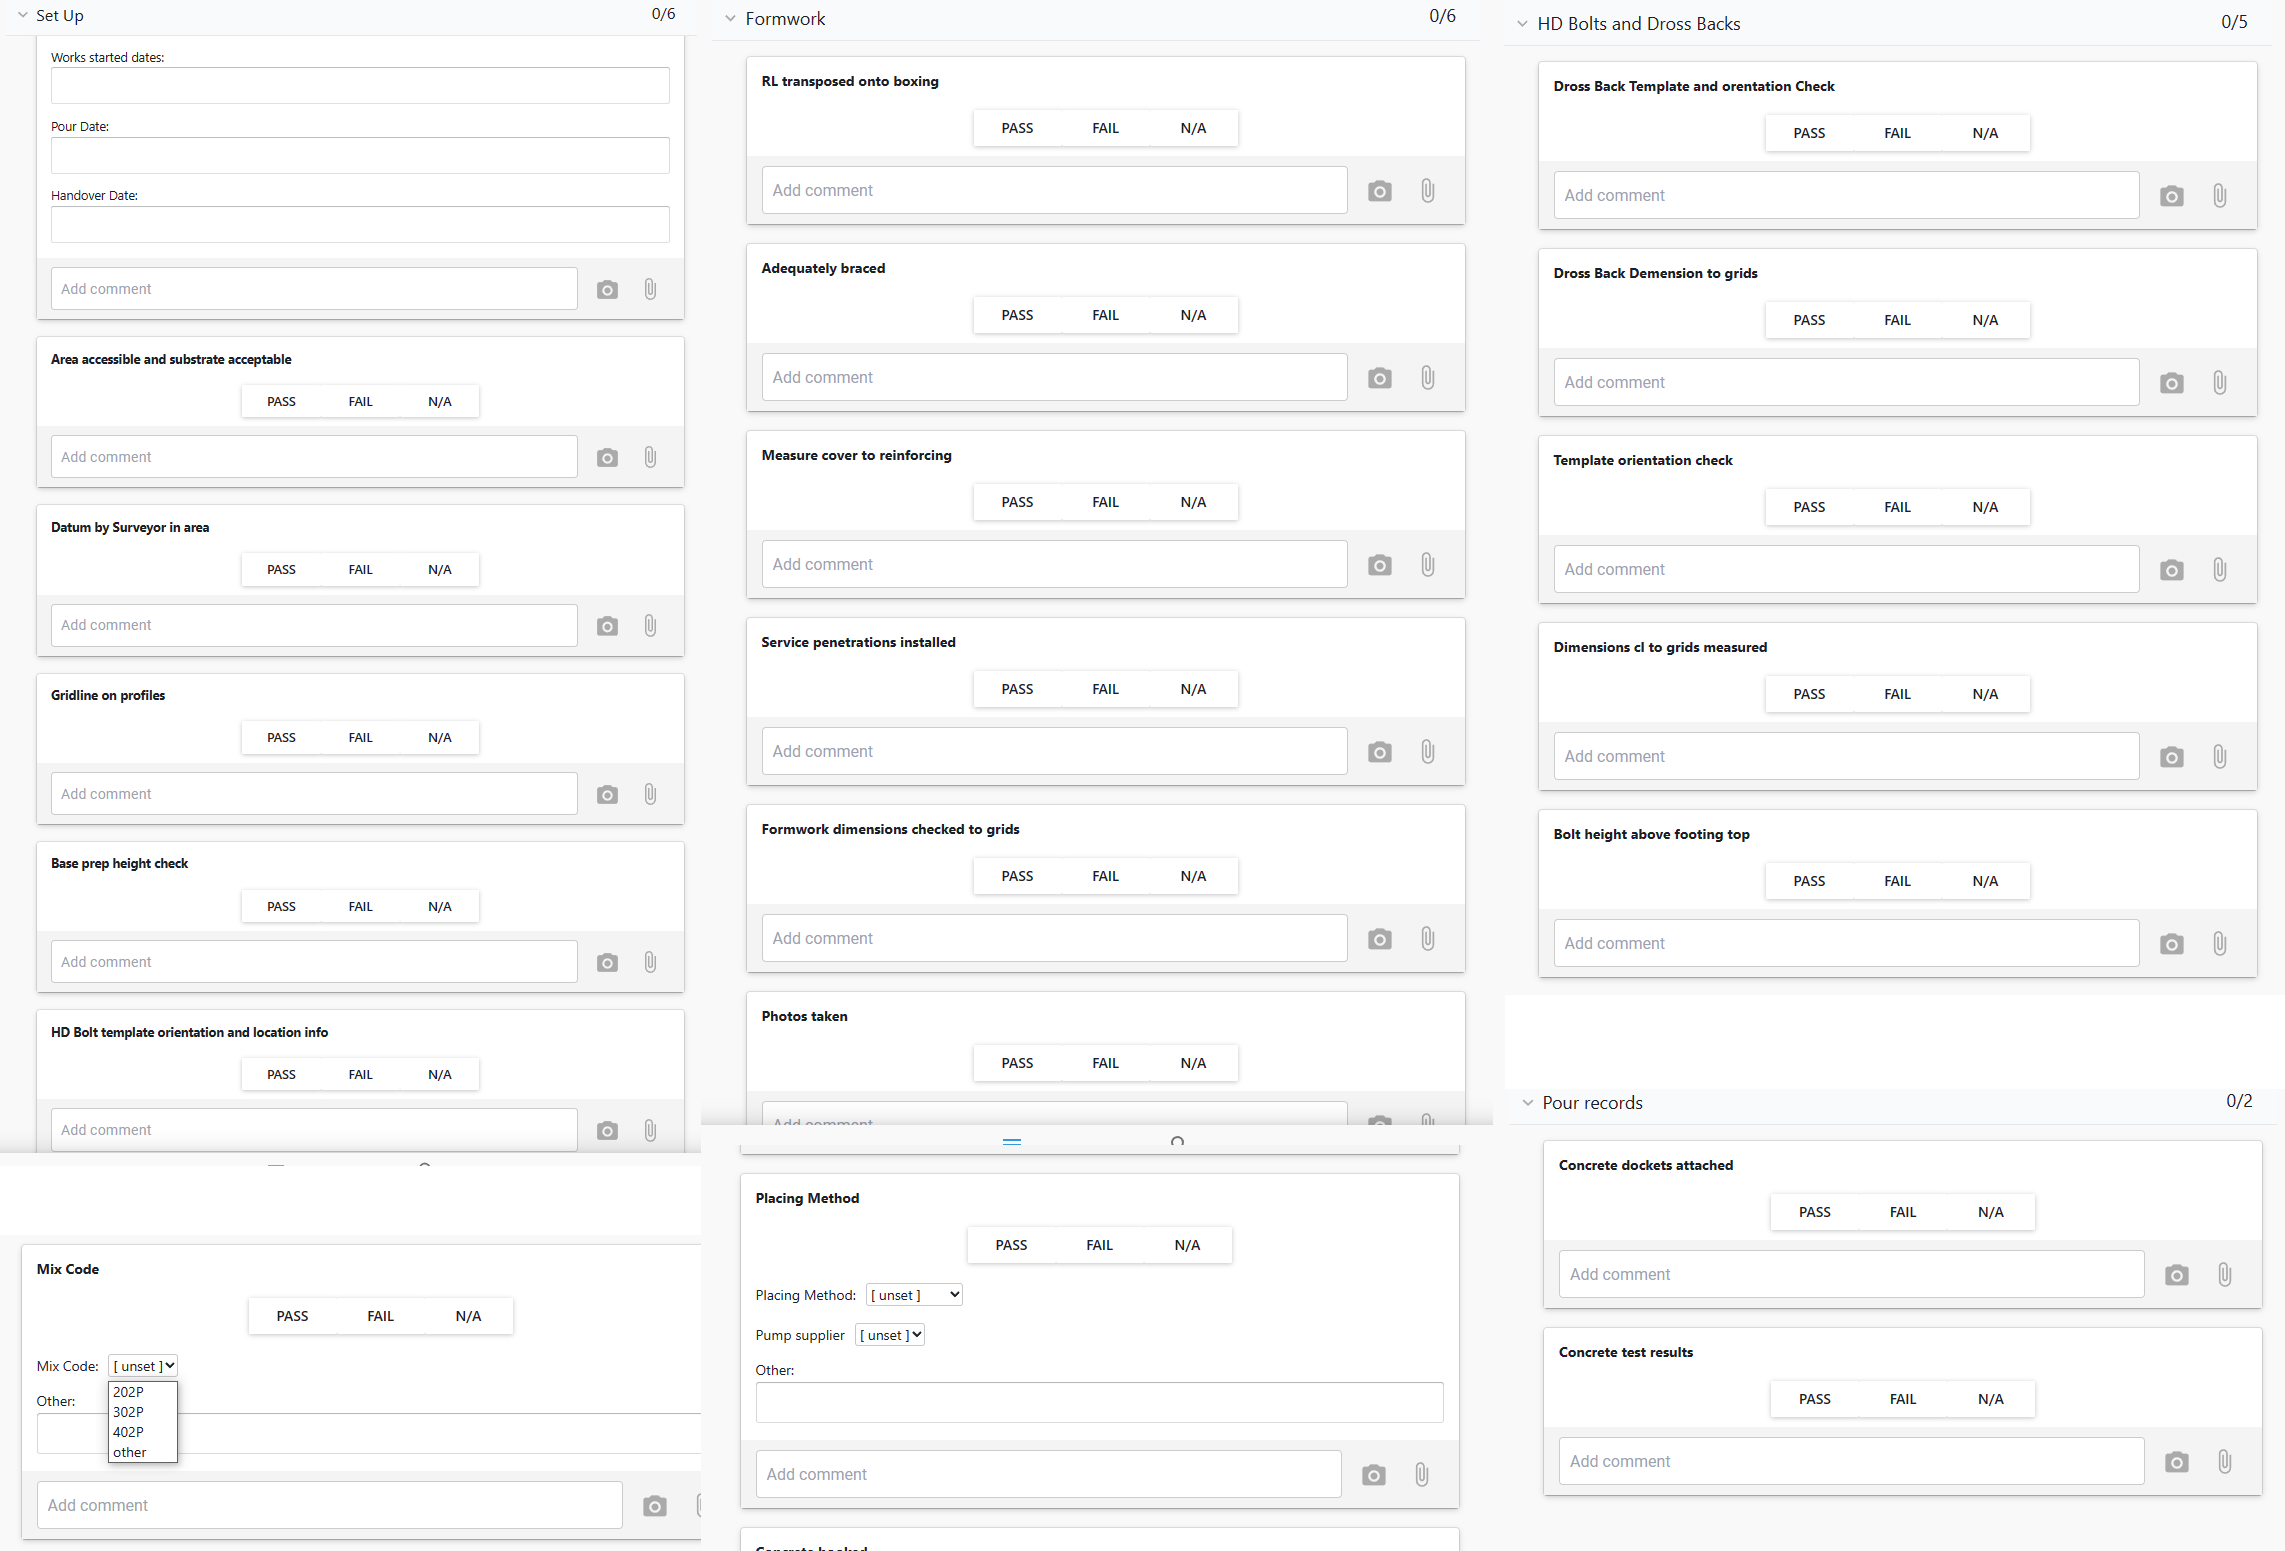 Set Up 0/6
Works started dates:
Pour Date:
Handover Date:
Add comment
Area accessible and substrate acceptable
PASS FAIL N/A
Add comment
Datum by Surveyor in area
PASS FAIL N/A
Add comment
Gridline on profiles
PASS FAIL N/A
Add comment
Base prep height check
PASS FAIL N/A
Add comment
HD Bolt template orientation and location info
PASS FAIL N/A
Add comment
Mix Code
PASS FAIL N/A
Mix Code: [ unset ]
202P
302P
402P
other
Other:
Add comment
Formwork 0/6
RL transposed onto boxing
PASS FAIL N/A
Add comment
Adequately braced
PASS FAIL N/A
Add comment
Measure cover to reinforcing
PASS FAIL N/A
Add comment
Service penetrations installed
PASS FAIL N/A
Add comment
Formwork dimensions checked to grids
PASS FAIL N/A
Add comment
Photos taken
PASS FAIL N/A
Add comment
Placing Method
PASS FAIL N/A
Placing Method: [ unset ]
Pump supplier [ unset ]
Other:
Add comment
Concrete booked
HD Bolts and Dross Backs 0/5
Dross Back Template and orentation Check
PASS FAIL N/A
Add comment
Dross Back Demension to grids
PASS FAIL N/A
Add comment
Template orientation check
PASS FAIL N/A
Add comment
Dimensions cl to grids measured
PASS FAIL N/A
Add comment
Bolt height above footing top
PASS FAIL N/A
Add comment
Pour records 0/2
Concrete dockets attached
PASS FAIL N/A
Add comment
Concrete test results
PASS FAIL N/A
Add comment